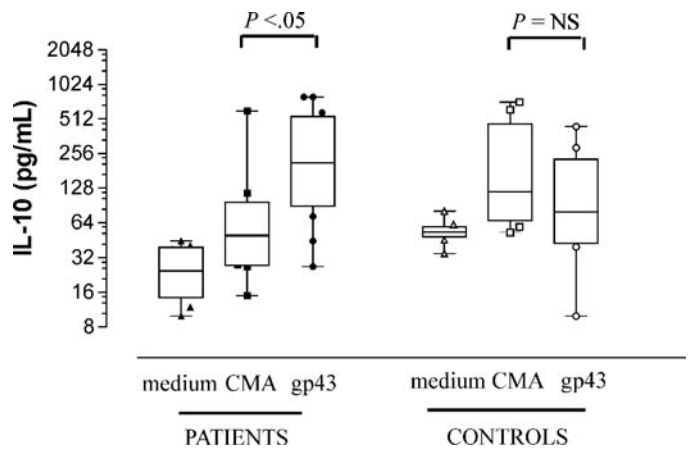 P <.05
P = NS
IL-10 (pg/mL)
2048
1024
512
256
128
64
32
16
8
medium CMA gp43
medium CMA gp43
PATIENTS
CONTROLS